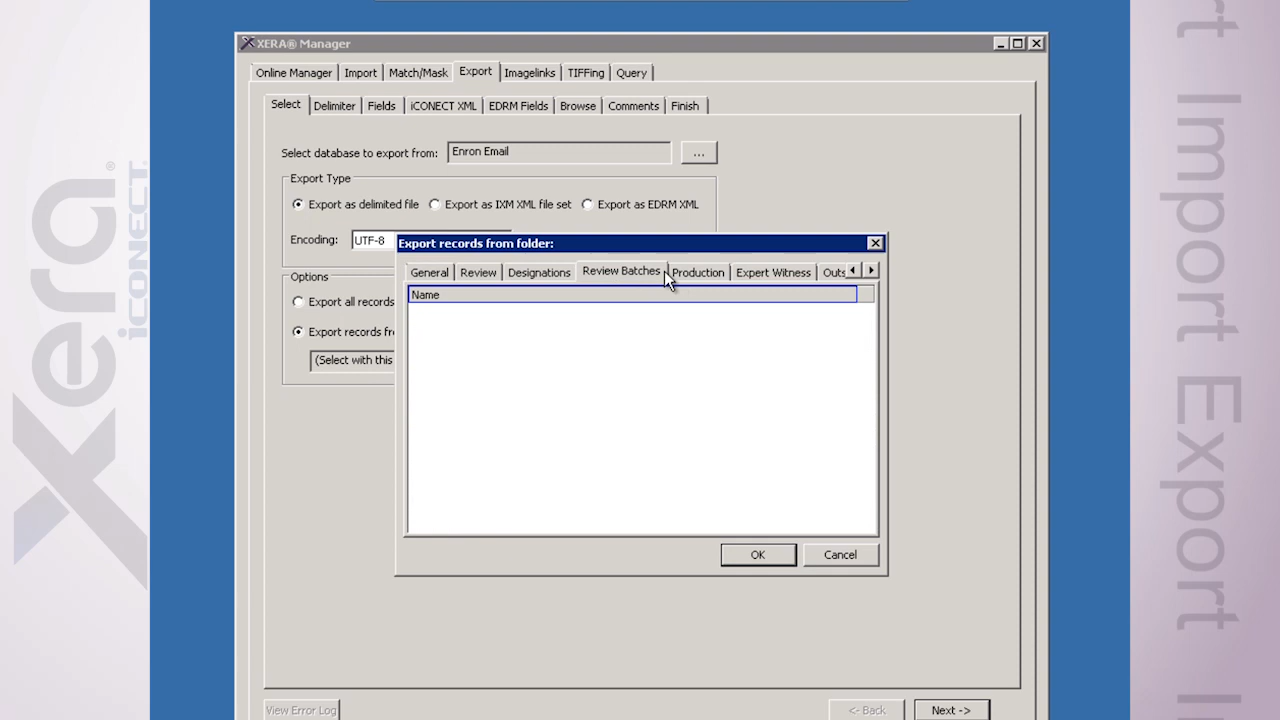 XERA® Manager
Online Manager Import Match/Mask Export Imagelinks TIFFing Query
Select Delimiter Fields iCONECT XML EDRM Fields Browse Comments Finish
Select database to export from: Enron Email ...
Export Type
Export as delimited file Export as IXM XML file set Export as EDRM XML
Encoding: UTF-8
Export records from folder:
General Review Designations Review Batches Production Expert Witness Outs
Name
Options
Export all records
Export records fro
(Select with this
OK Cancel
View Error Log <- Back Next ->
xera®
iCONECT
rt Import Export I